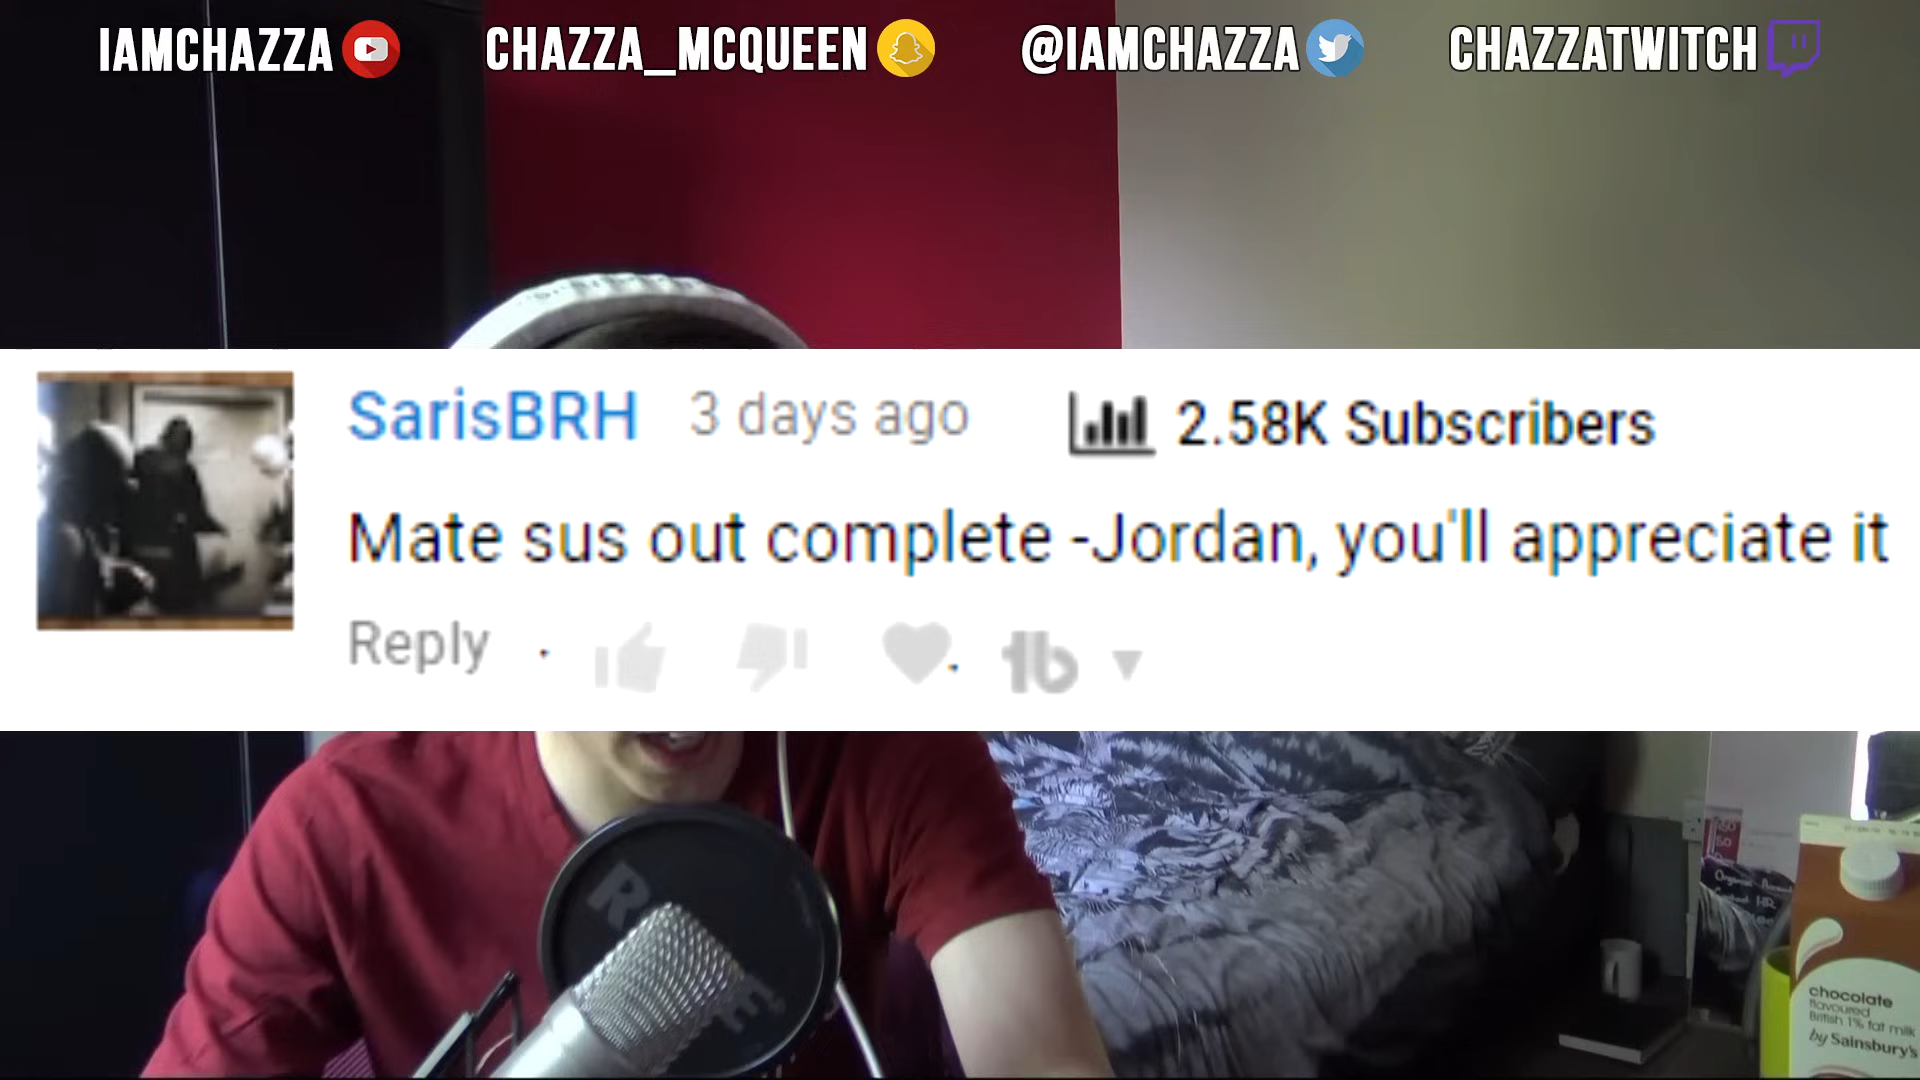 IAMCHAZZA
CHAZZA_MCQUEEN
@IAMCHAZZA
CHAZZATWITCH
SarisBRH 3 days ago 2.58K Subscribers
Mate sus out complete -Jordan, you'll appreciate it
Reply
chocolate
flavoured
British 1% fat milk
by Sainsbury's